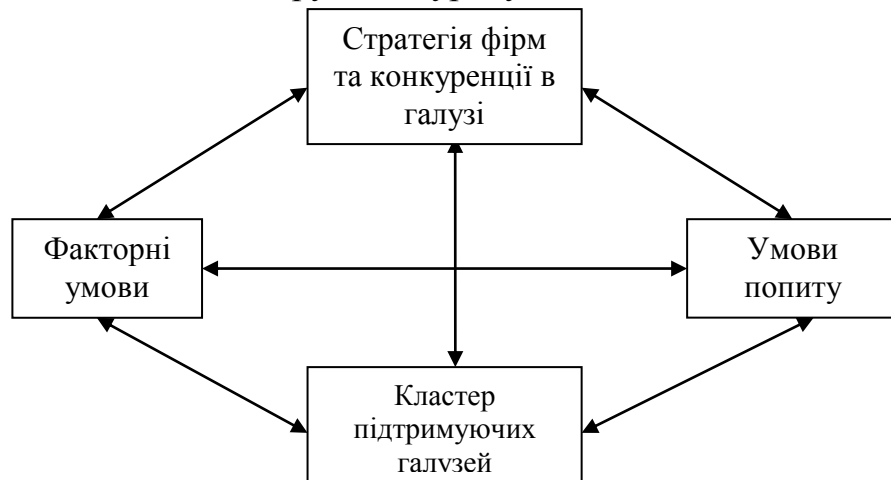 Стратегія фірм
та конкуренції в
галузі
Факторні
умови
Умови
попиту
Кластер
підтримуючих
галузей